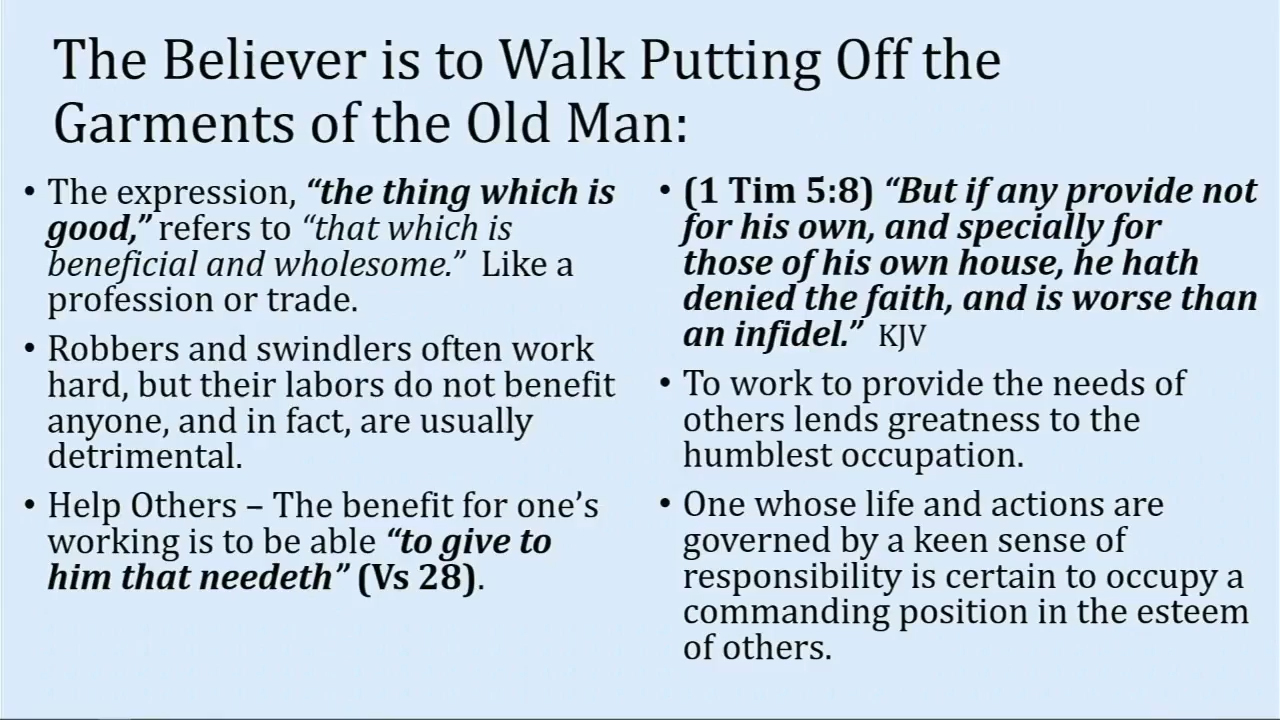 The Believer is to Walk Putting Off the
Garments of the Old Man:
• The expression, “the thing which is
good,” refers to “that which is
beneficial and wholesome.” Like a
profession or trade.
• Robbers and swindlers often work
hard, but their labors do not benefit
anyone, and in fact, are usually
detrimental.
• Help Others – The benefit for one’s
working is to be able “to give to
him that needeth” (Vs 28).
• (1 Tim 5:8) “But if any provide not
for his own, and specially for
those of his own house, he hath
denied the faith, and is worse than
an infidel.” KJV
• To work to provide the needs of
others lends greatness to the
humblest occupation.
• One whose life and actions are
governed by a keen sense of
responsibility is certain to occupy a
commanding position in the esteem
of others.